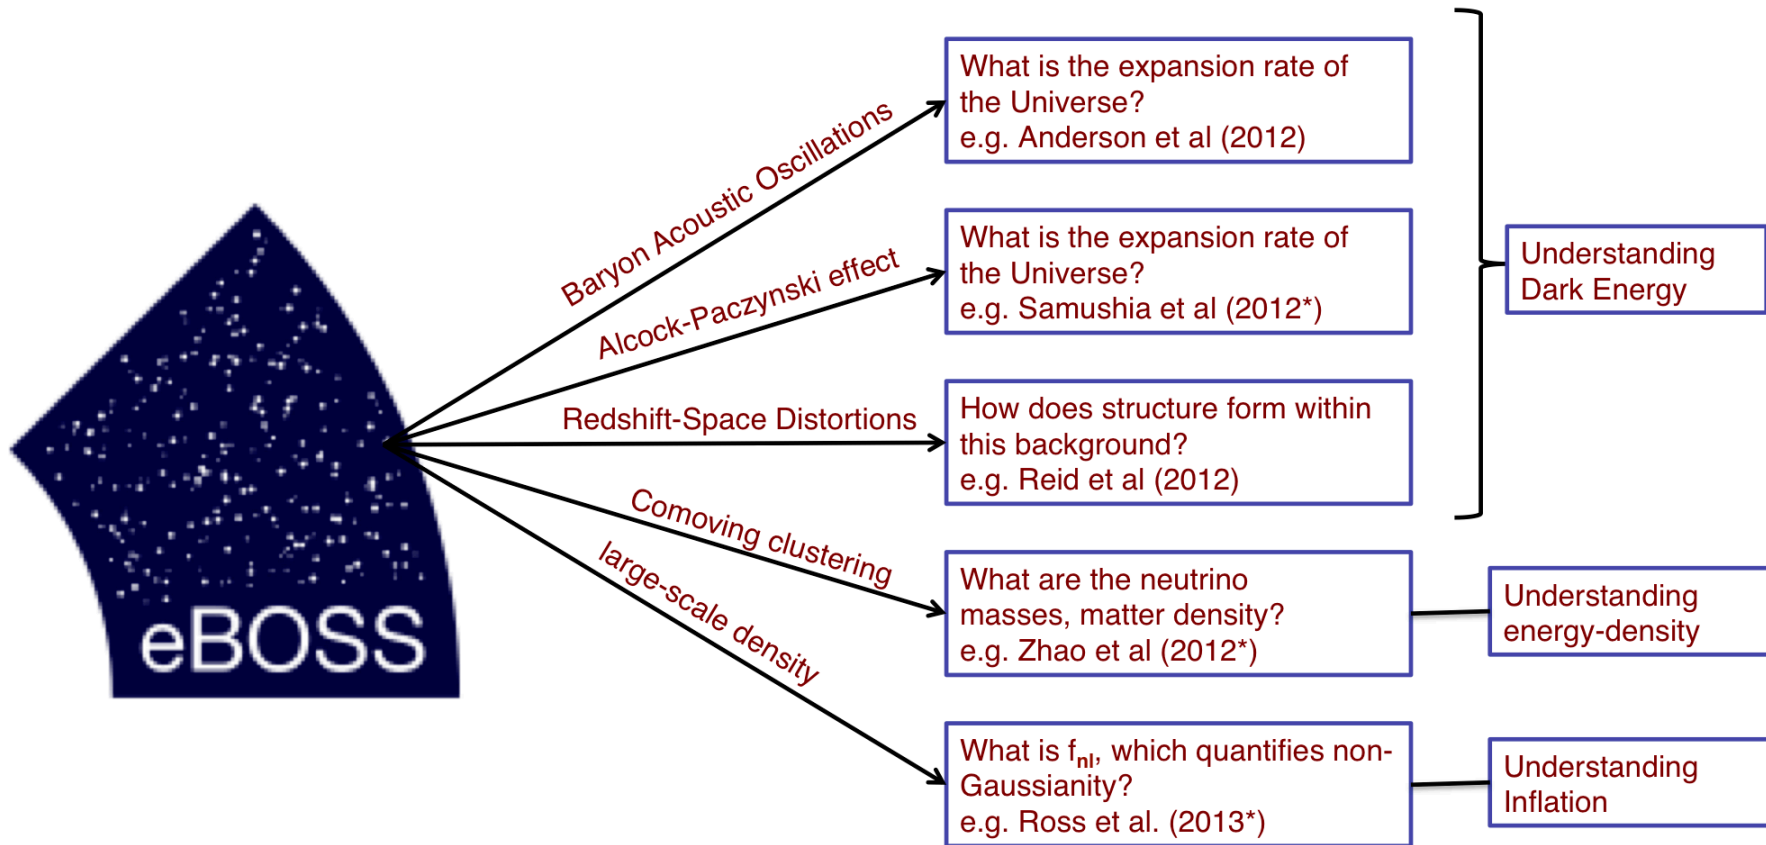 eBOSS
Baryon Acoustic Oscillations
What is the expansion rate of
the Universe?
e.g. Anderson et al (2012)
Alcock-Paczynski effect
What is the expansion rate of
the Universe?
e.g. Samushia et al (2012*)
Redshift-Space Distortions
How does structure form within
this background?
e.g. Reid et al (2012)
Understanding
Dark Energy
Comoving clustering
What are the neutrino
masses, matter density?
e.g. Zhao et al (2012*)
Understanding
energy-density
large-scale density
What is fnl, which quantifies non-
Gaussianity?
e.g. Ross et al. (2013*)
Understanding
Inflation